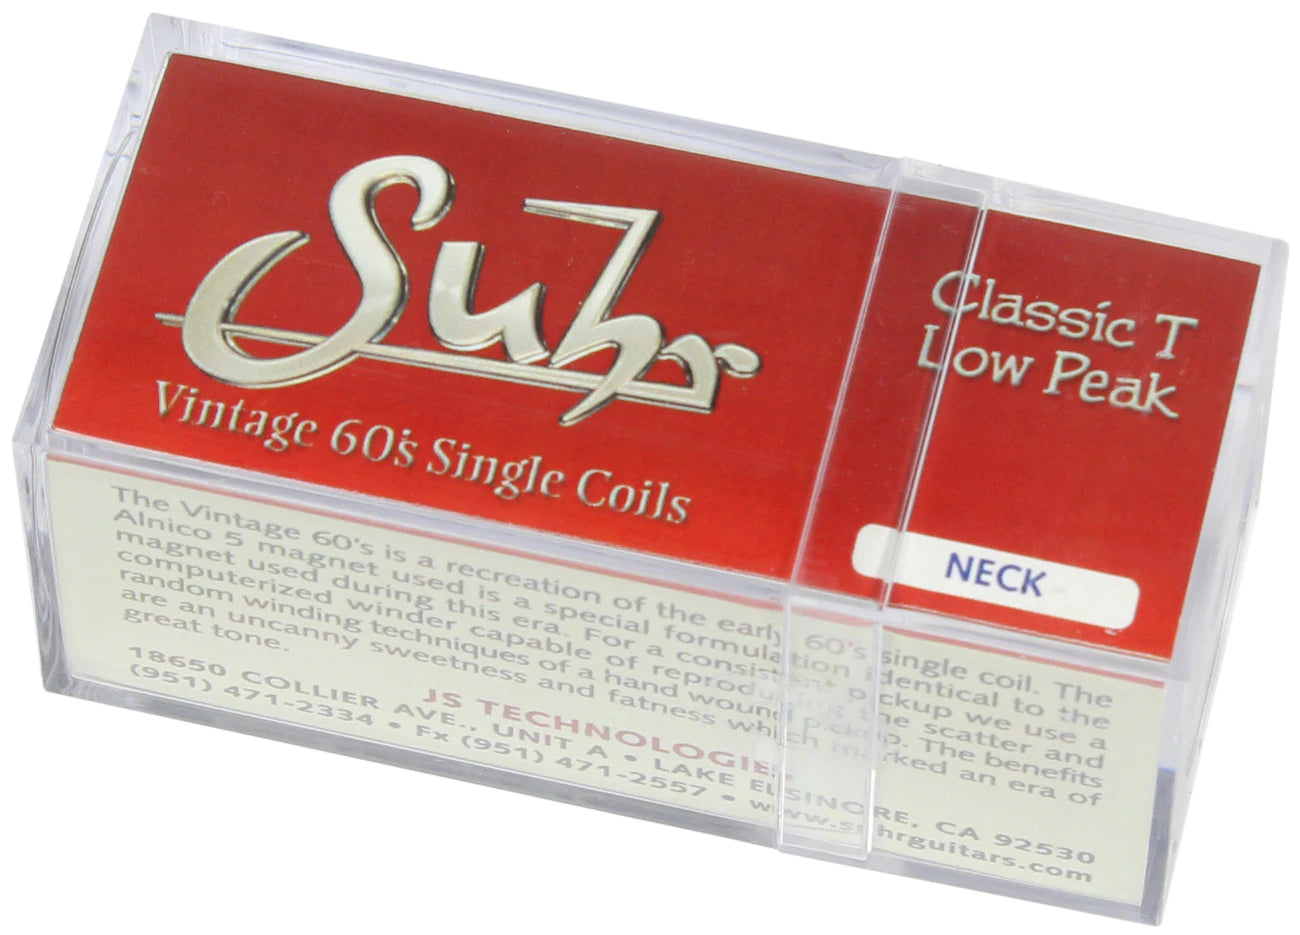 Suhr
Vintage 60's Single Coils
Classic T
Low Peak
NECK
The Vintage 60's is a recreation of the early 60's single coil. The
Alnico 5 magnet used is a special formulation identical to the
magnet used during this era. For a consistent pickup we use a
computerized winder capable of reproducing the scatter and
random winding techniques of a hand wound pickup. The benefits
are an uncanny sweetness and fatness which marked an era of
great tone.
JS TECHNOLOGIES
18650 COLLIER AVE., UNIT A • LAKE ELSINORE, CA 92530
(951) 471-2334 • Fx (951) 471-2557 • www.suhrguitars.com